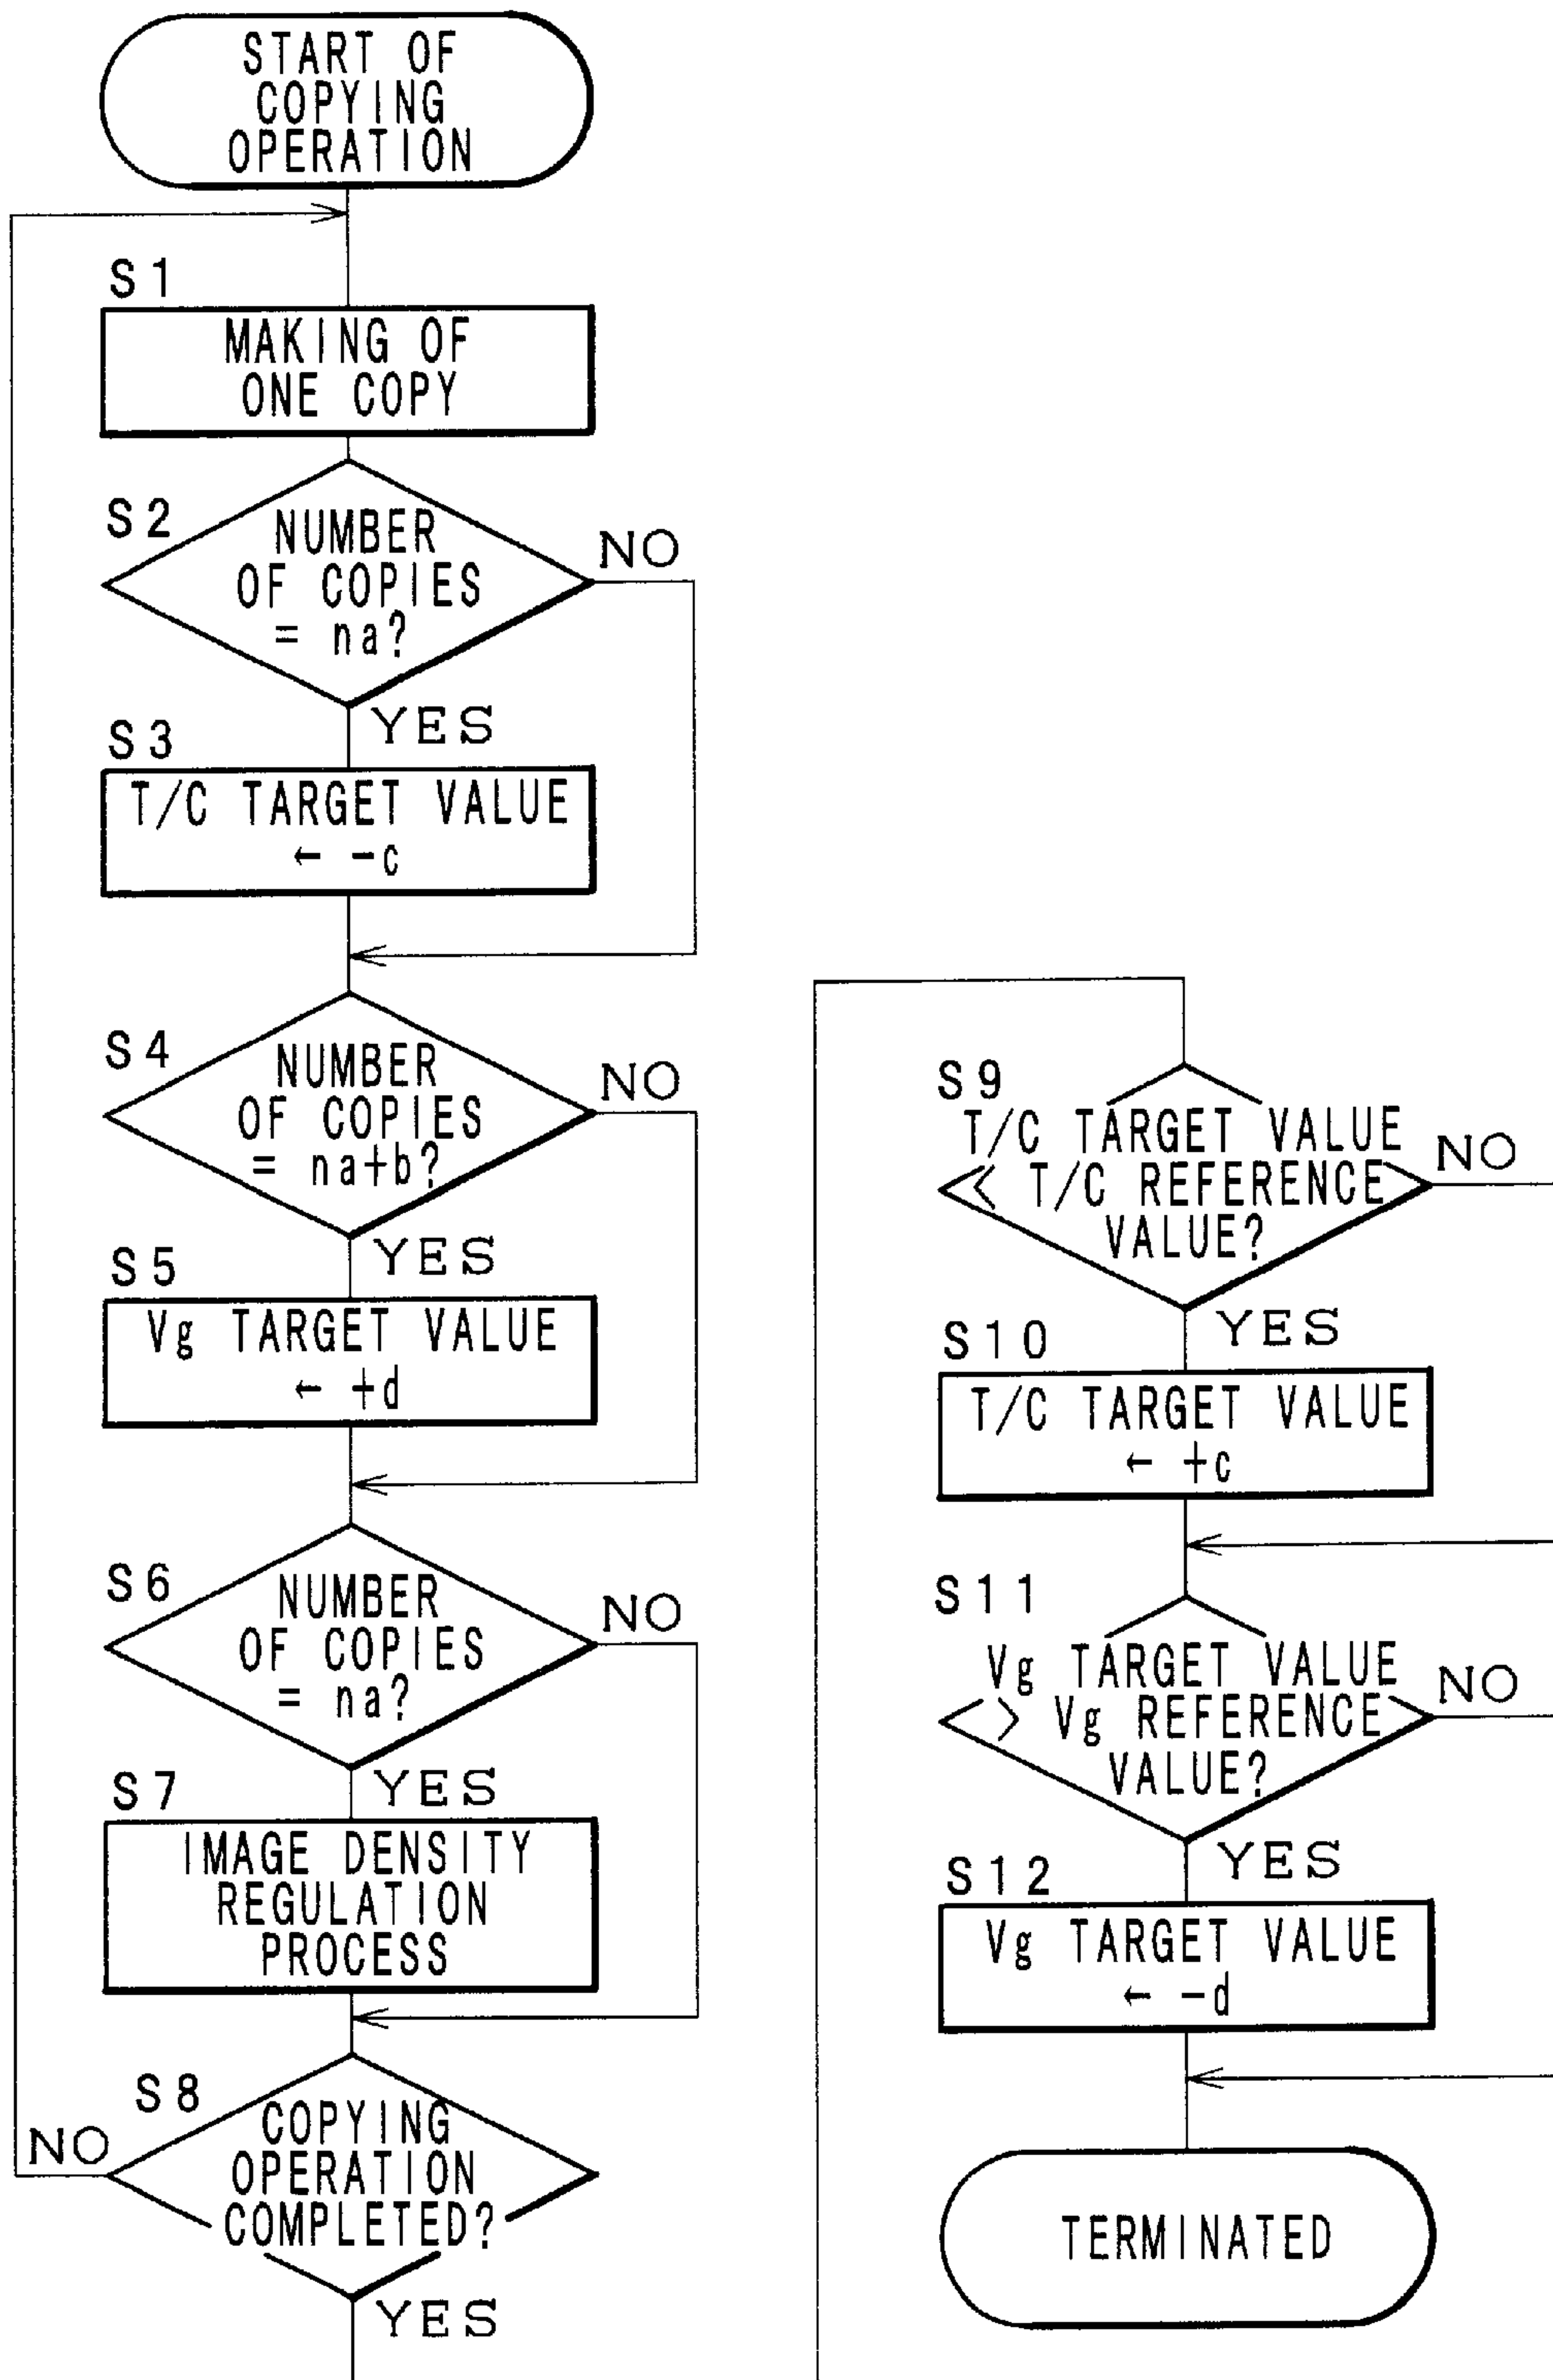 START OF
COPYING
OPERATION
S1
MAKING OF
ONE COPY
S2
NUMBER
OF COPIES
= na?
NO
YES
S3
T/C TARGET VALUE
← -c
S4
NUMBER
OF COPIES
= na+b?
NO
YES
S5
Vg TARGET VALUE
← +d
S6
NUMBER
OF COPIES
= na?
NO
YES
S7
IMAGE DENSITY
REGULATION
PROCESS
S8
COPYING
OPERATION
COMPLETED?
NO
YES
S9
T/C TARGET VALUE
< T/C REFERENCE
VALUE?
NO
YES
S10
T/C TARGET VALUE
← +c
S11
Vg TARGET VALUE
> Vg REFERENCE
VALUE?
NO
YES
S12
Vg TARGET VALUE
← -d
TERMINATED